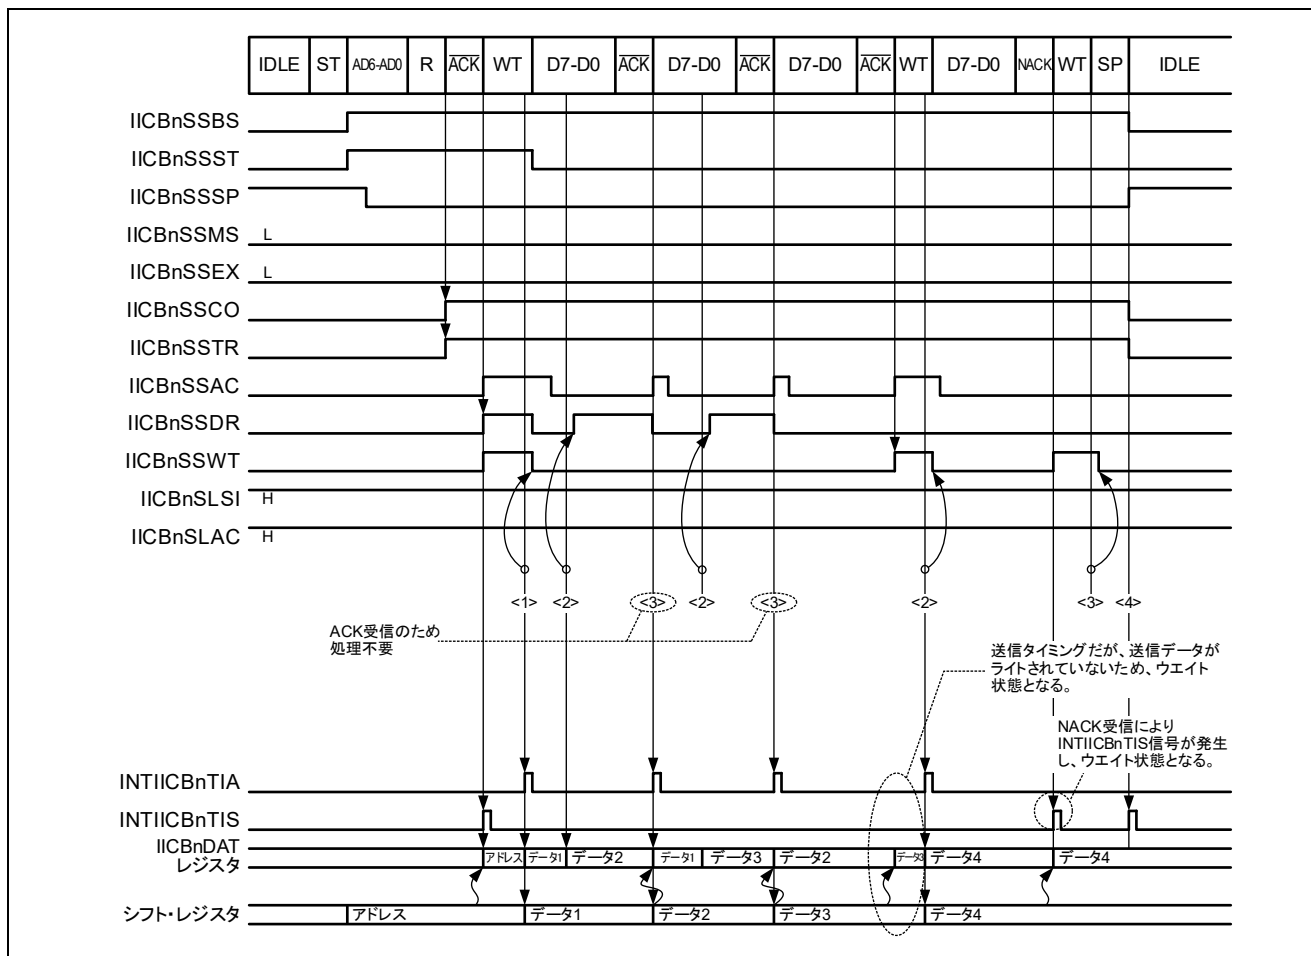 IDLE ST AD6-AD0 R ACK WT D7-D0 ACK D7-D0 ACK D7-D0 ACK WT D7-D0 NACK WT SP IDLE
IICBnSSBS
IICBnSSST
IICBnSSSP
IICBnSSMS L
IICBnSSEX L
IICBnSSCO
IICBnSSTR
IICBnSSAC
IICBnSSDR
IICBnSSWT
IICBnSLSI H
IICBnSLAC H
<1> <2> <3> <2> <3> <2> <3> <4>
ACK受信のため
処理不要
送信タイミングだが、送信データが
ライトされていないため、ウエイト
状態となる。
NACK受信により
INTIICBnTIS信号が発生
し、ウエイト状態となる。
INTIICBnTIA
INTIICBnTIS
IICBnDAT
レジスタ
アドレス データ1 データ2 データ1 データ3 データ2 データ3 データ4 データ4
シフト・レジスタ アドレス データ1 データ2 データ3 データ4